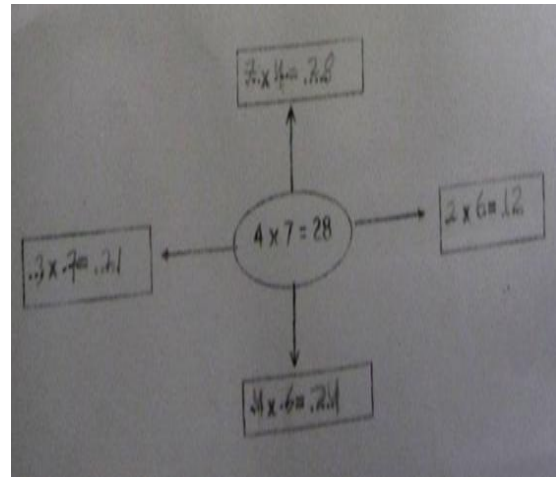 7 x 4 = 28
4 x 7 = 28
2 x 6 = 12
3 x 7 = 21
4 x 6 = 24